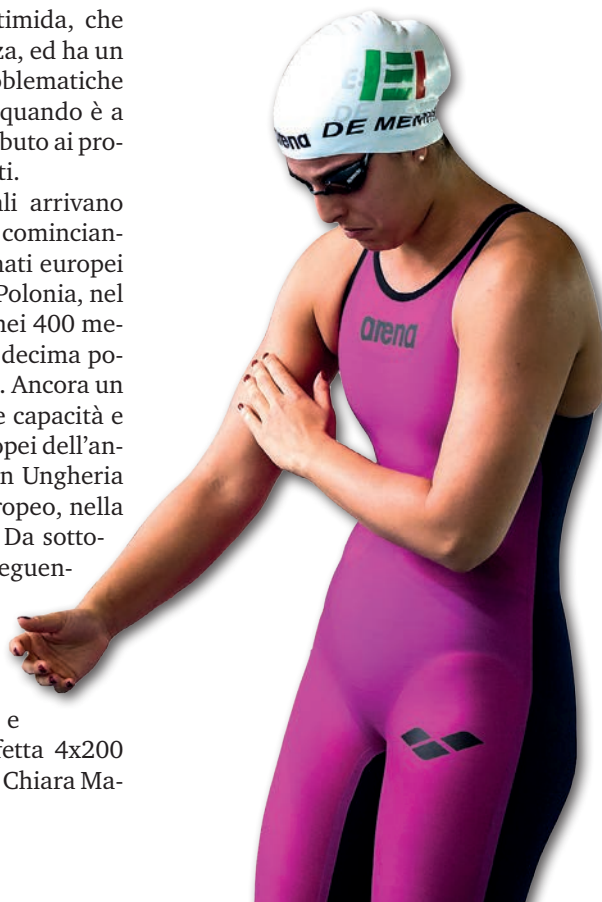 timida, che
za, ed ha un
oblematiche
quando è a
buto ai pro-
ti.
ali arrivano
comincian-
nati europei
Polonia, nel
nei 400 me-
decima po-
. Ancora un
e capacità e
opei dell'an-
n Ungheria
ropeo, nella
Da sotto-
eguen-
e
fetta 4x200
Chiara Ma-
DE MEM
arena